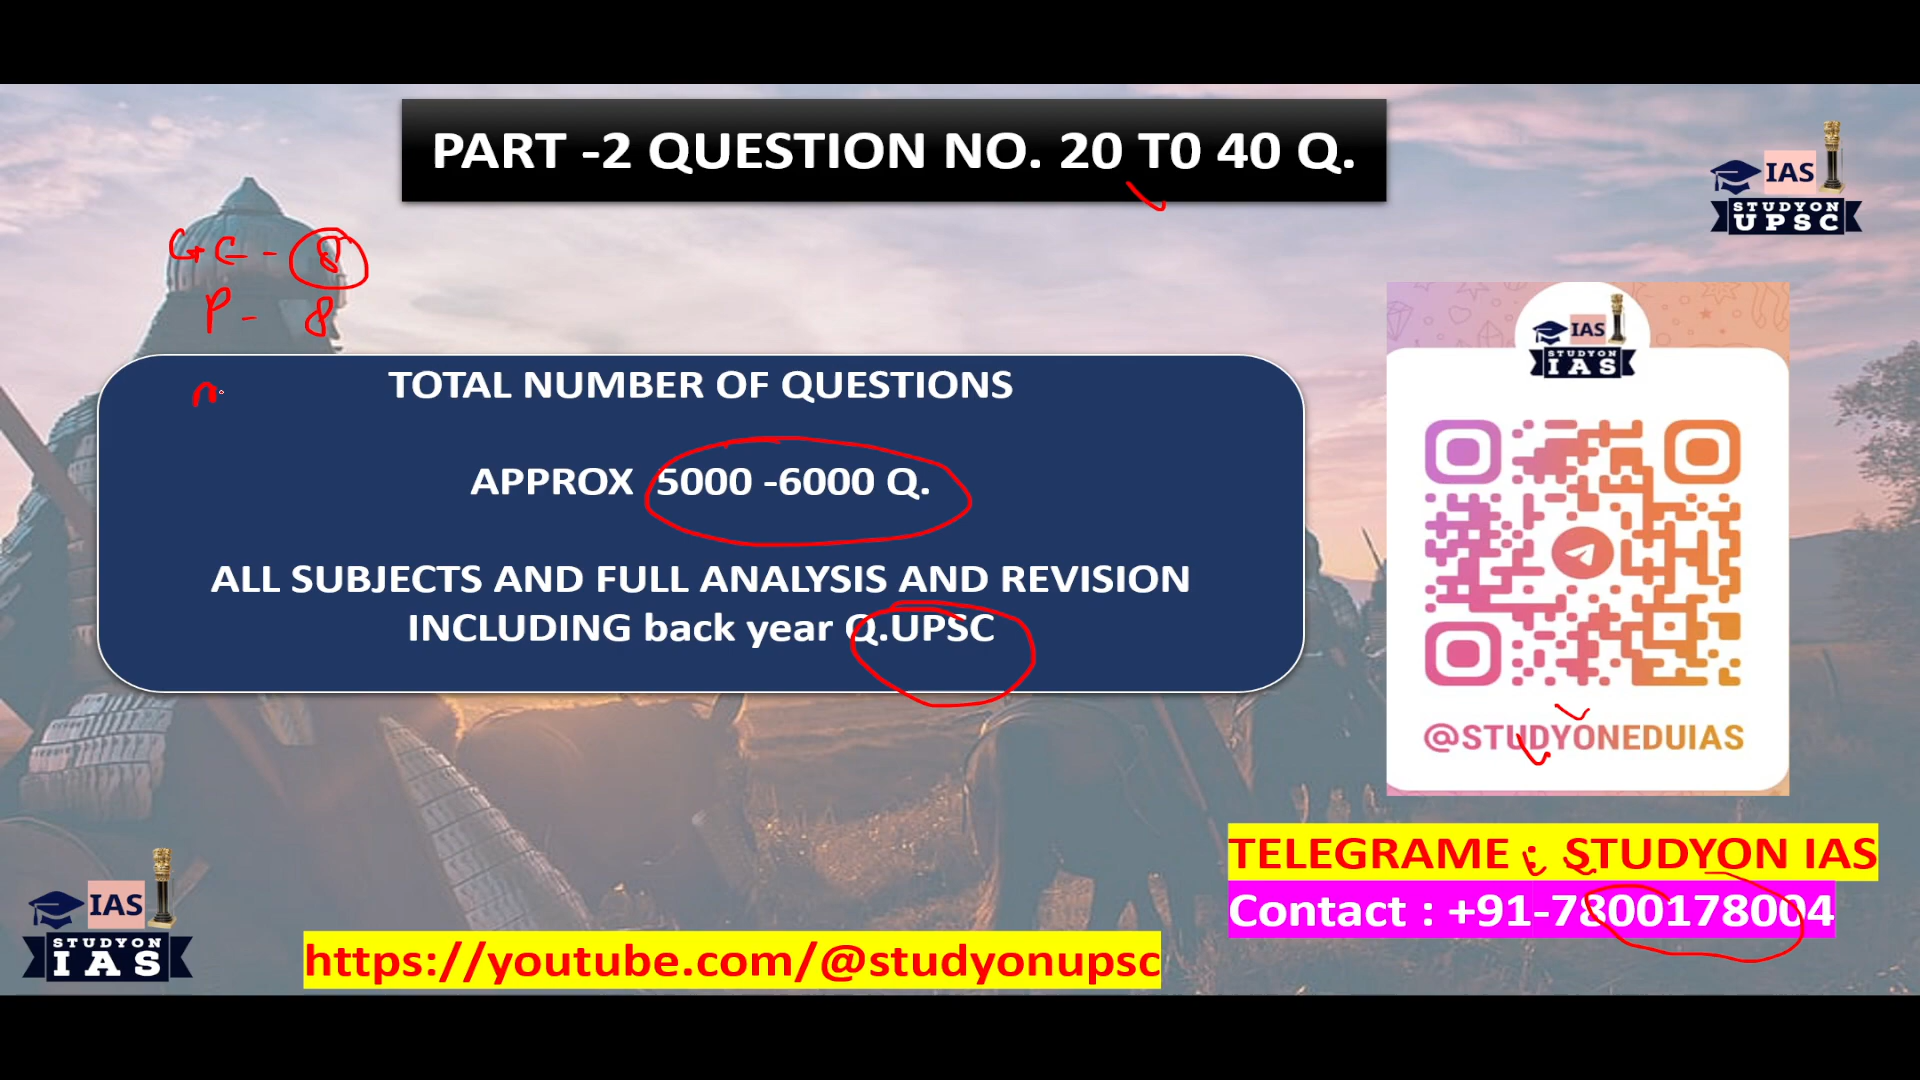 PART -2 QUESTION NO. 20 T0 40 Q.
IAS
STUDYON
UPSC
P - 8
TOTAL NUMBER OF QUESTIONS
APPROX 5000 -6000 Q.
ALL SUBJECTS AND FULL ANALYSIS AND REVISION
INCLUDING back year Q.UPSC
IAS
STUDYON
IAS
@STUDYONEDUIAS
TELEGRAME : STUDYON IAS
Contact : +91-7800178004
IAS
STUDYON
IAS
https://youtube.com/@studyonupsc